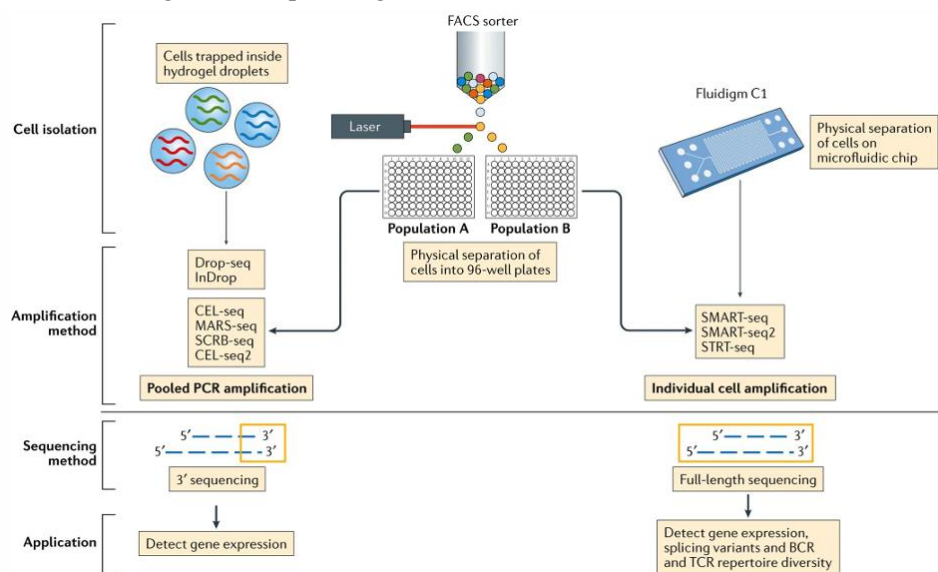 FACS sorter
Cells trapped inside
hydrogel droplets
Fluidigm C1
Cell isolation
Laser
Physical separation
of cells on
microfluidic chip
Population A
Population B
Physical separation of
cells into 96-well plates
Amplification
method
Drop-seq
InDrop
CEL-seq
MARS-seq
SCRB-seq
CEL-seq2
SMART-seq
SMART-seq2
STRT-seq
Pooled PCR amplification
Individual cell amplification
Sequencing
method
5′ 3′
5′ 3′
3′ sequencing
5′ 3′
5′ 3′
Full-length sequencing
Application
Detect gene expression
Detect gene expression,
splicing variants and BCR
and TCR repertoire diversity